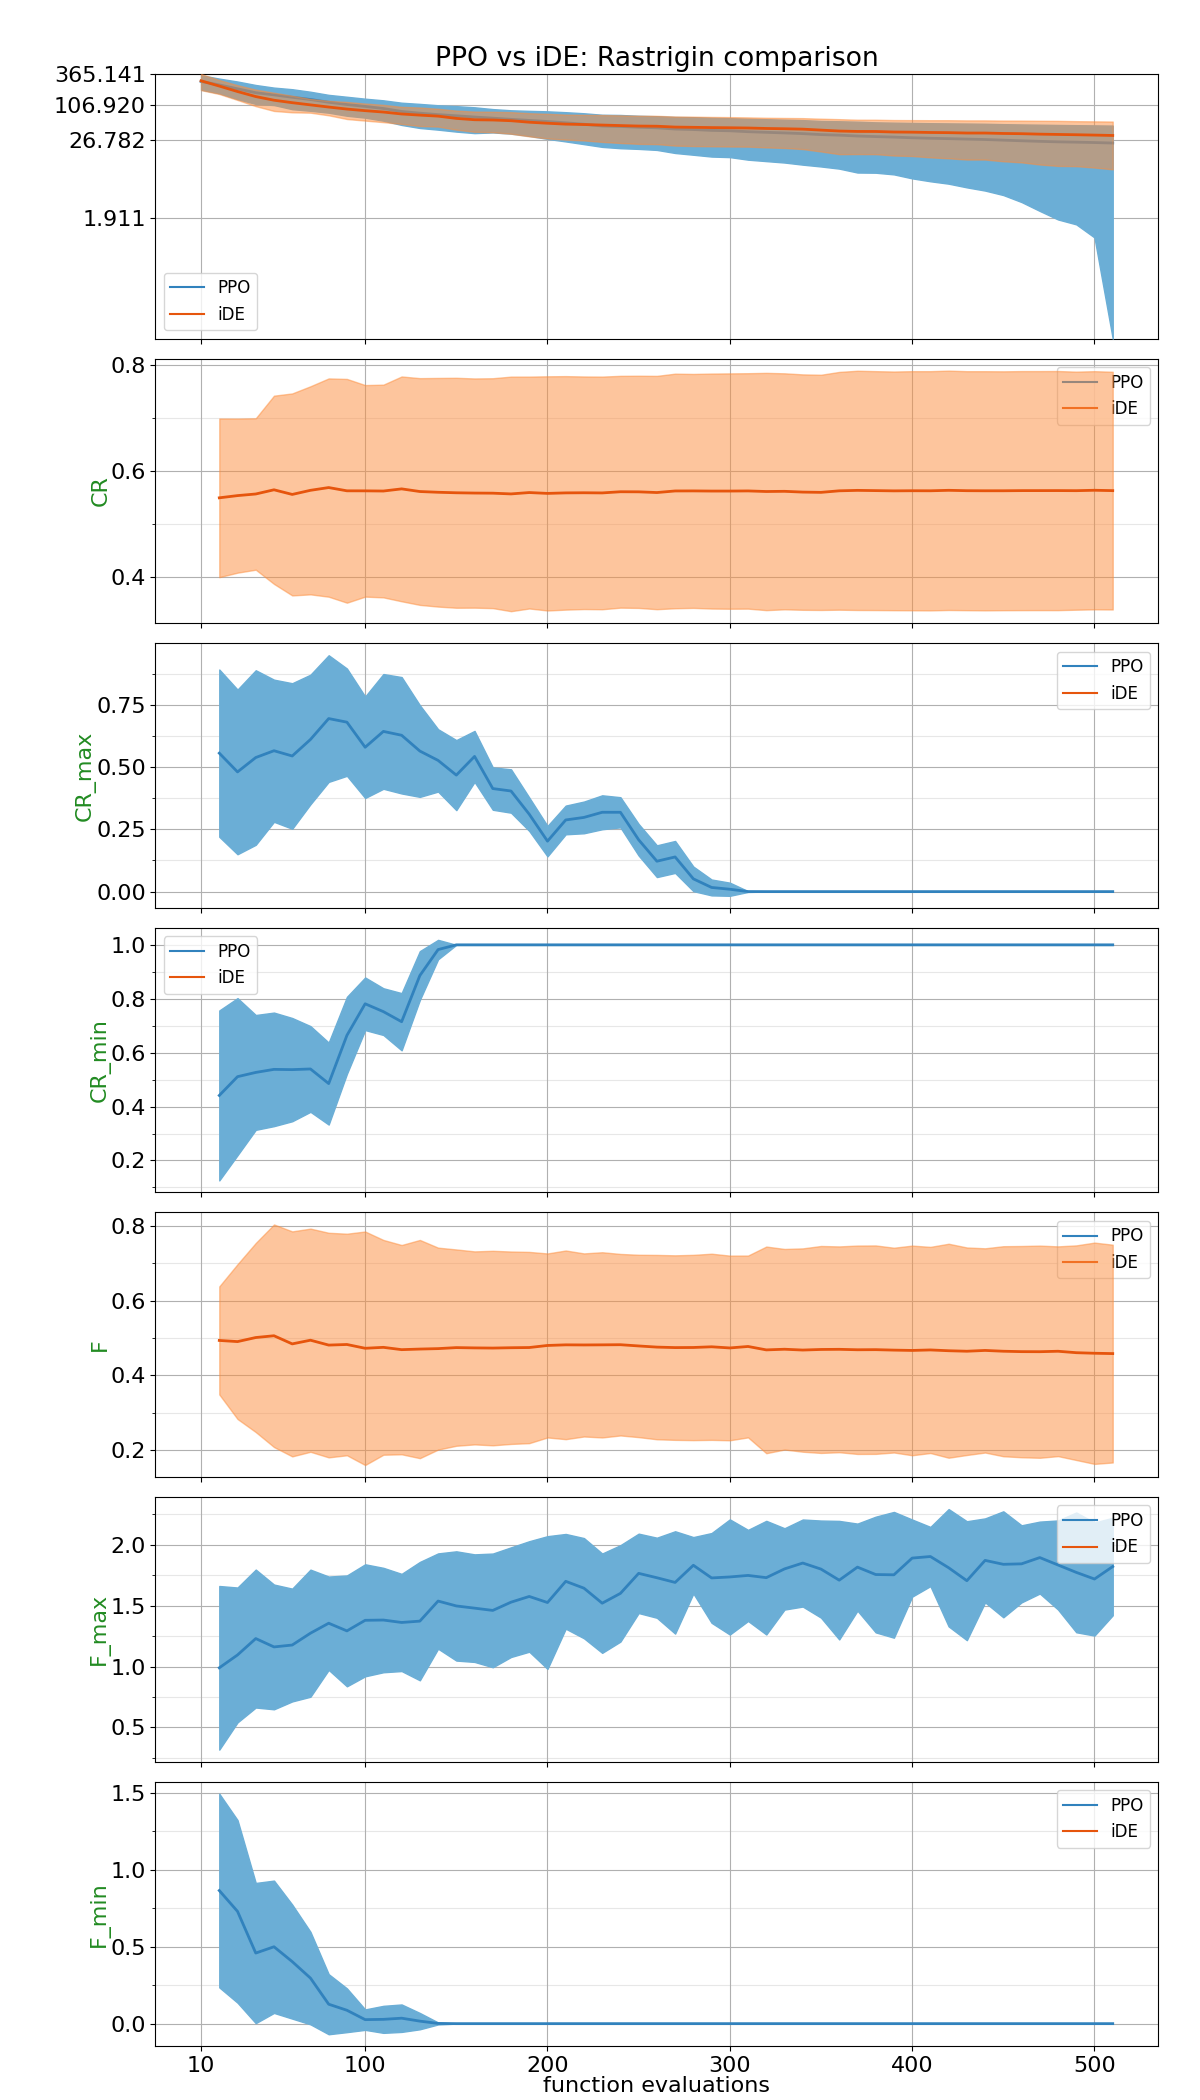 PPO vs iDE: Rastrigin comparison
365.141
106.920
26.782
1.911
PPO
iDE
0.8
0.6
0.4
CR
PPO
iDE
0.75
0.50
0.25
0.00
CR_max
PPO
iDE
1.0
0.8
0.6
0.4
0.2
CR_min
PPO
iDE
0.8
0.6
0.4
0.2
F
PPO
iDE
2.0
1.5
1.0
0.5
F_max
PPO
iDE
1.5
1.0
0.5
0.0
F_min
PPO
iDE
10 100 200 300 400 500
function evaluations